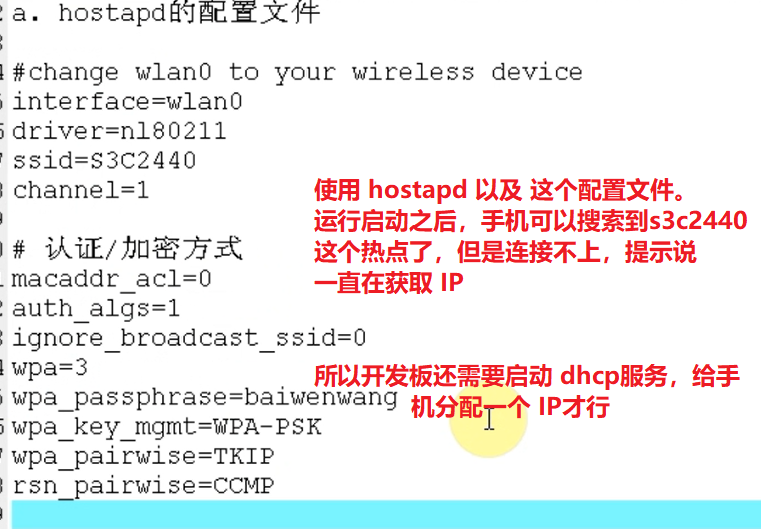 a. hostapd的配置文件
#change wlan0 to your wireless device
interface=wlan0
driver=nl80211
ssid=S3C2440
channel=1
# 认证/加密方式
macaddr_acl=0
auth_algs=1
ignore_broadcast_ssid=0
wpa=3
wpa_passphrase=baiwenwang
wpa_key_mgmt=WPA-PSK
wpa_pairwise=TKIP
rsn_pairwise=CCMP
使用 hostapd 以及 这个配置文件。
运行启动之后，手机可以搜索到s3c2440
这个热点了，但是连接不上，提示说
一直在获取 IP
所以开发板还需要启动 dhcp服务，给手
机分配一个 IP才行